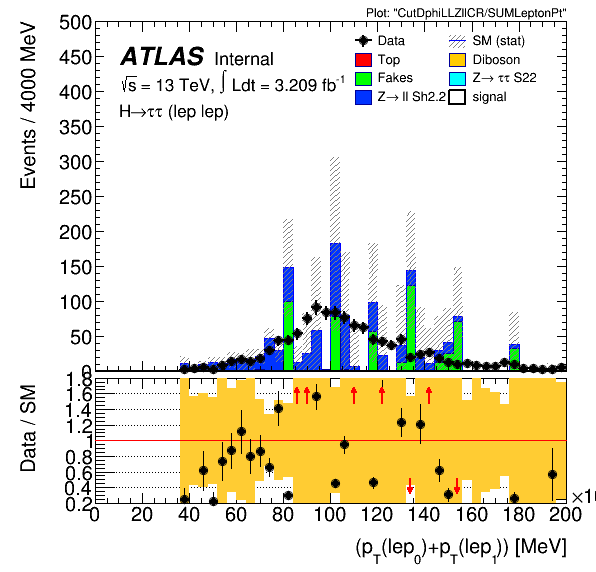 Plot: "CutDphiLLZllCR/SUMLeptonPt"
Events / 4000 MeV
500
450
400
350
300
250
200
150
100
50
0
ATLAS Internal
√s = 13 TeV, ∫ Ldt = 3.209 fb⁻¹
H→ττ (lep lep)
Data
Top
Fakes
Z→ ll Sh2.2
SM (stat)
Diboson
Z→ ττ S22
signal
Data / SM
1.8
1.6
1.4
1.2
1
0.8
0.6
0.4
0.2
0 20 40 60 80 100 120 140 160 180 200
(p_T(lep_0)+p_T(lep_1)) [MeV]